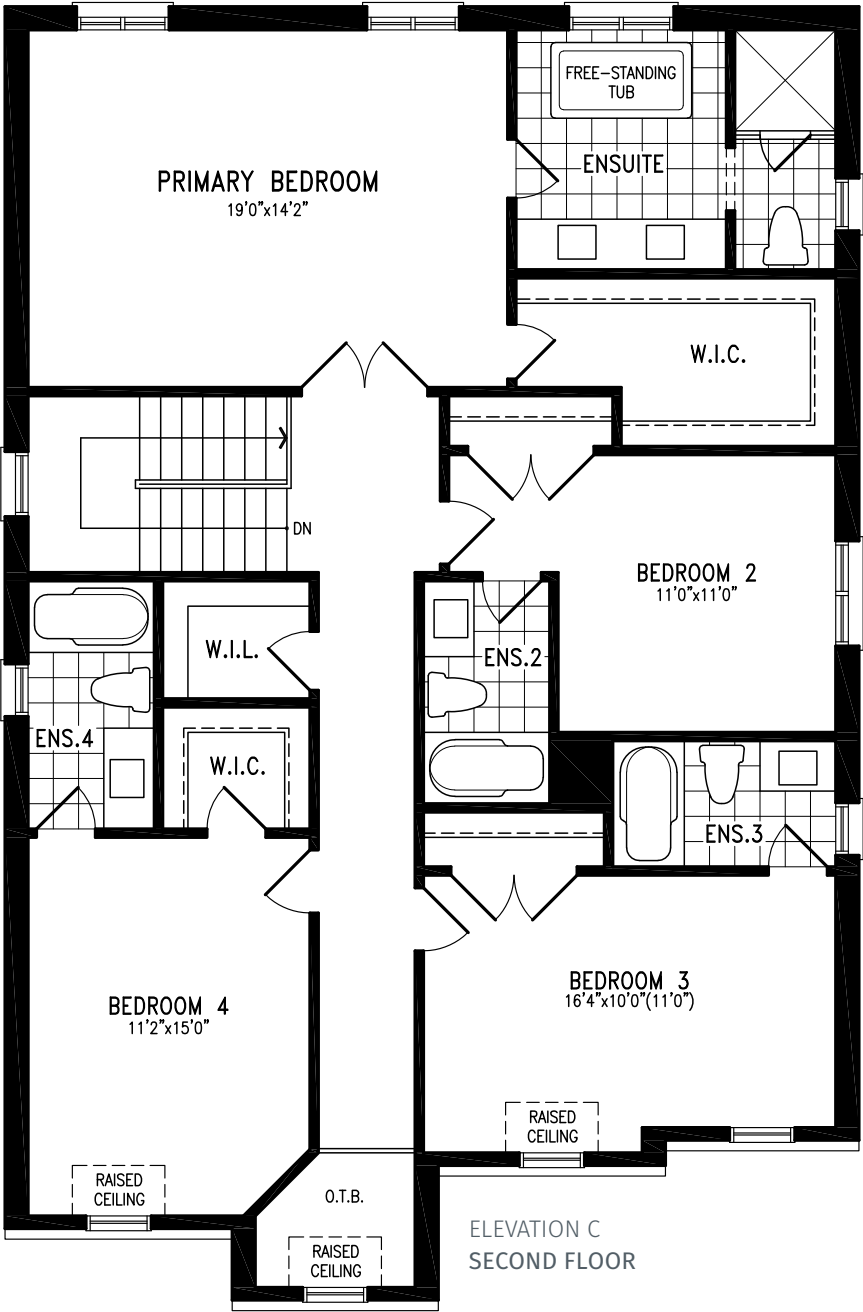 FREE-STANDING
TUB
ENSUITE
PRIMARY BEDROOM
19'0"x14'2"
W.I.C.
DN
BEDROOM 2
11'0"x11'0"
W.I.L.
ENS.2
ENS.4
W.I.C.
ENS.3
BEDROOM 3
16'4"x10'0"(11'0")
BEDROOM 4
11'2"x15'0"
RAISED
CEILING
RAISED
CEILING
O.T.B.
RAISED
CEILING
ELEVATION C
SECOND FLOOR